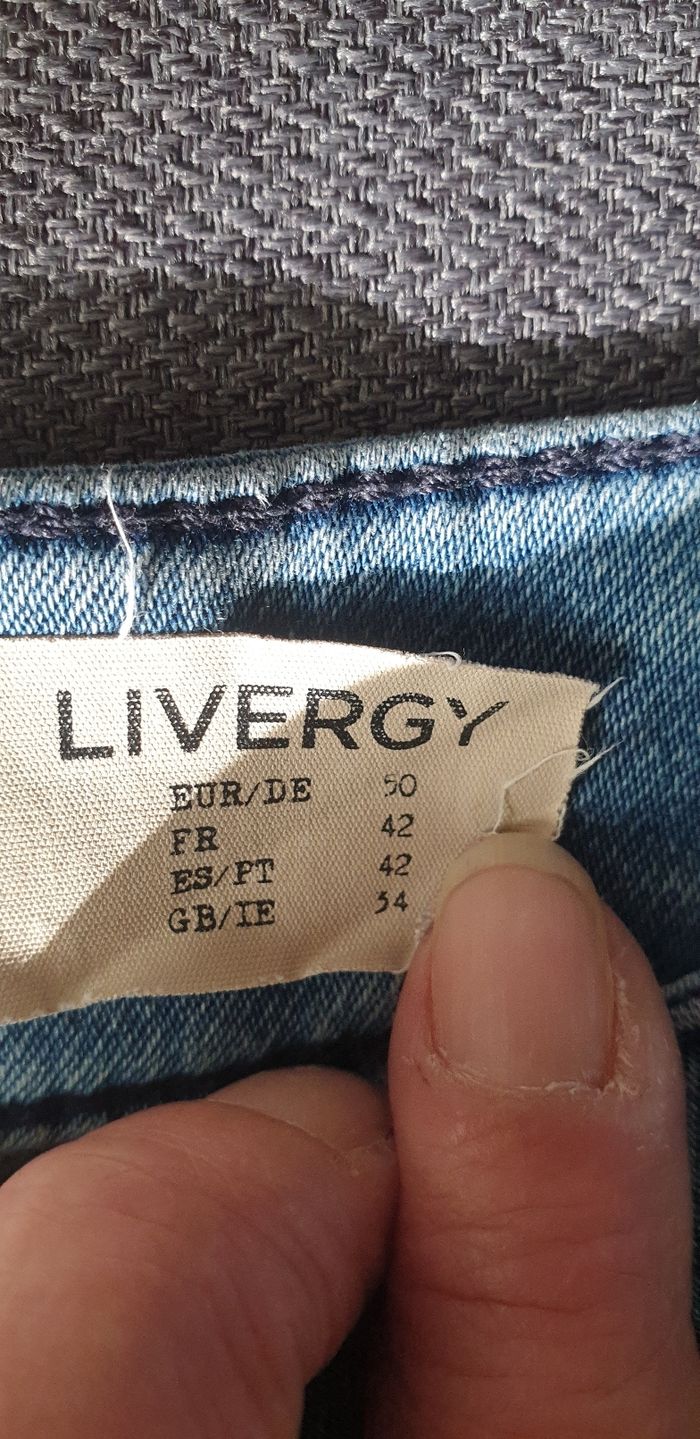 LIVERGY
EUR/DE 50
FR 42
ES/PT 42
GB/IE 34